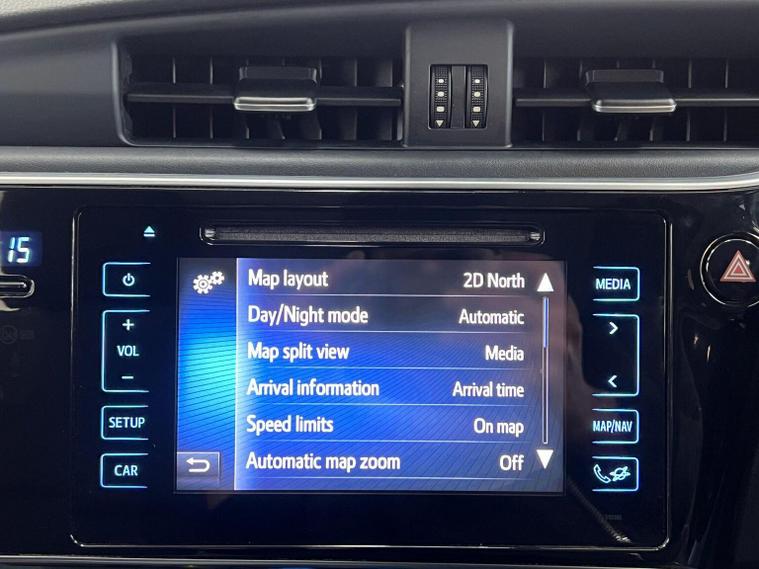 15
Map layout 2D North
MEDIA
Day/Night mode Automatic
+
VOL
−
Map split view Media
Arrival information Arrival time
SETUP
Speed limits On map
MAP/NAV
CAR
Automatic map zoom Off